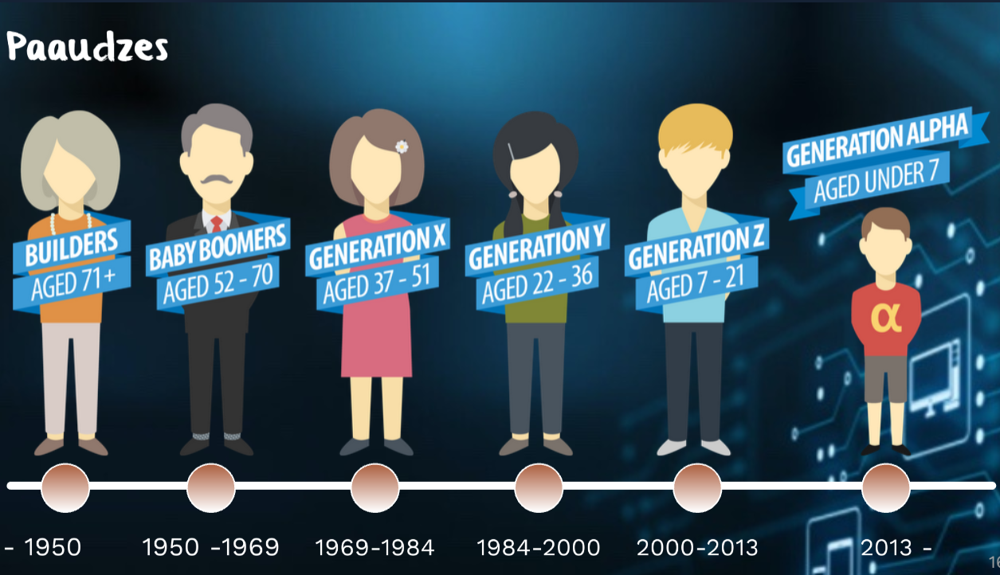 Paaudzes
BUILDERS
AGED 71+
BABY BOOMERS
AGED 52 - 70
GENERATION X
AGED 37 - 51
GENERATION Y
AGED 22 - 36
GENERATION Z
AGED 7 - 21
GENERATION ALPHA
AGED UNDER 7
α
- 1950
1950 -1969
1969-1984
1984-2000
2000-2013
2013 -